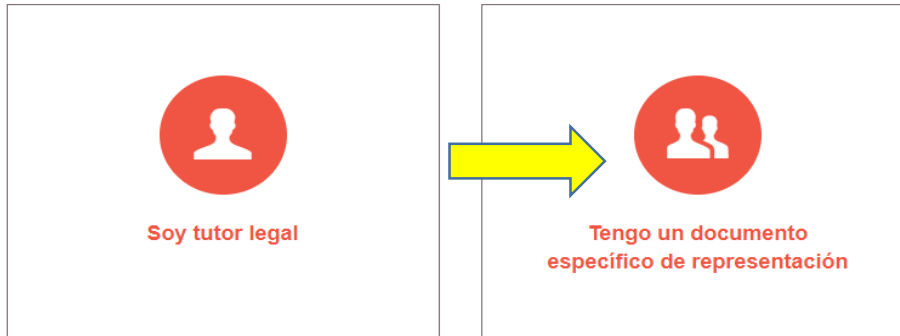 Soy tutor legal
Tengo un documento
específico de representación